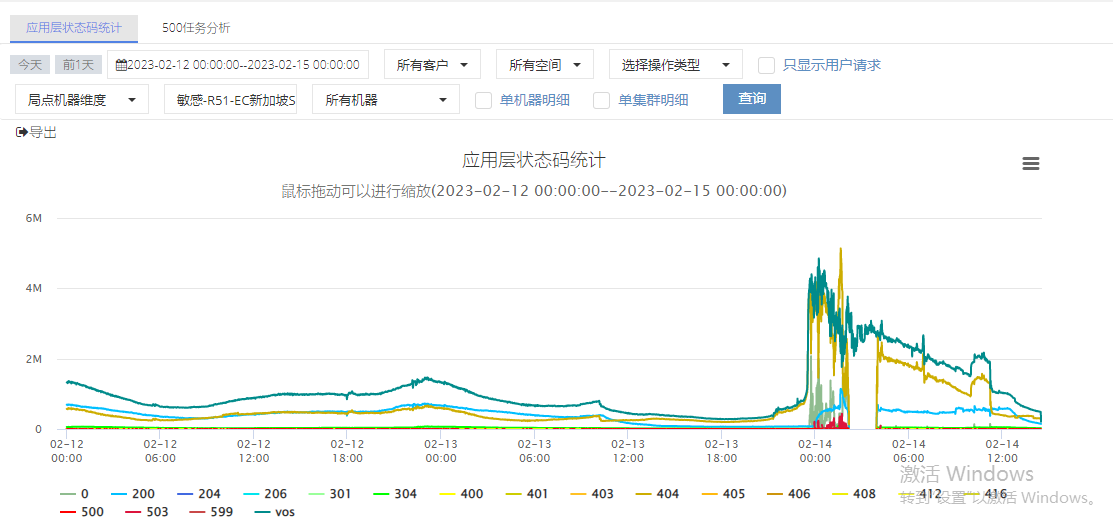 应用层状态码统计 500任务分析
今天 前1天 2023-02-12 00:00:00--2023-02-15 00:00:00 所有客户 所有空间 选择操作类型 只显示用户请求
局点机器维度 敏感-R51-EC新加坡S 所有机器 单机器明细 单集群明细 查询
导出
应用层状态码统计
鼠标拖动可以进行缩放(2023-02-12 00:00:00--2023-02-15 00:00:00)
6M
4M
2M
0
02-12 02-12 02-12 02-12 02-13 02-13 02-13 02-13 02-14 02-14 02-14
00:00 06:00 12:00 18:00 00:00 06:00 12:00 18:00 00:00 06:00 12:00
激活 Windows
0 200 204 206 301 304 400 401 403 404 405 406 408 412 416
转到"设置"以激活 Windows。
500 503 599 vos